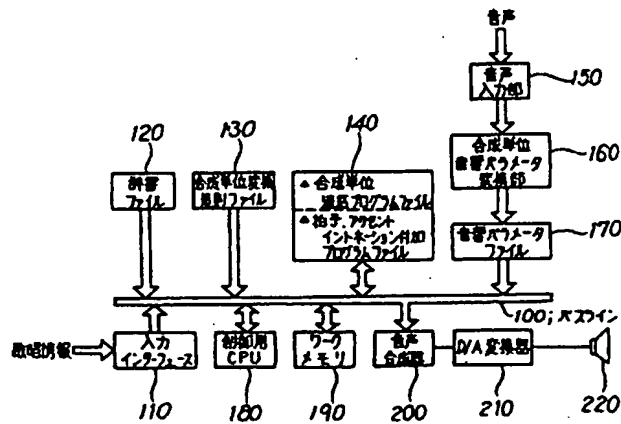 音声
音声
入力部
150
120
130
140
合成単位
音響パラメータ
変換部
160
辞書
ファイル
合成単位変換
規則ファイル
▲合成単位
プログラムファイル
▲拍子、アクセント
イントネーション付加
プログラムファイル
音響パラメータ
ファイル
170
100;バスライン
入力
インターフェース
制御用
CPU
ワーク
メモリ
音声
合成器
D/A変換器
110
180
190
200
210
220